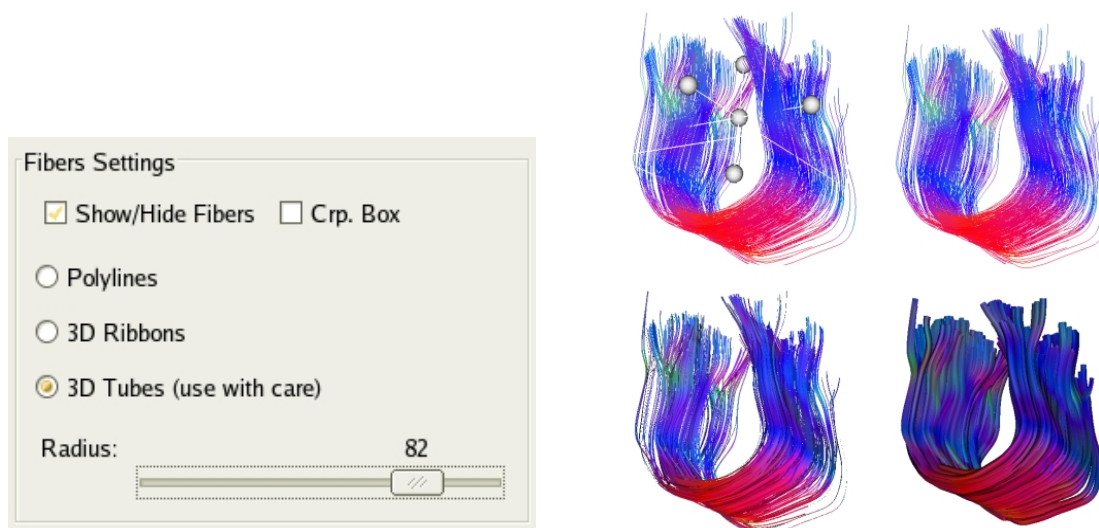 Fibers Settings
Show/Hide Fibers Crp. Box
Polylines
3D Ribbons
3D Tubes (use with care)
Radius: 82